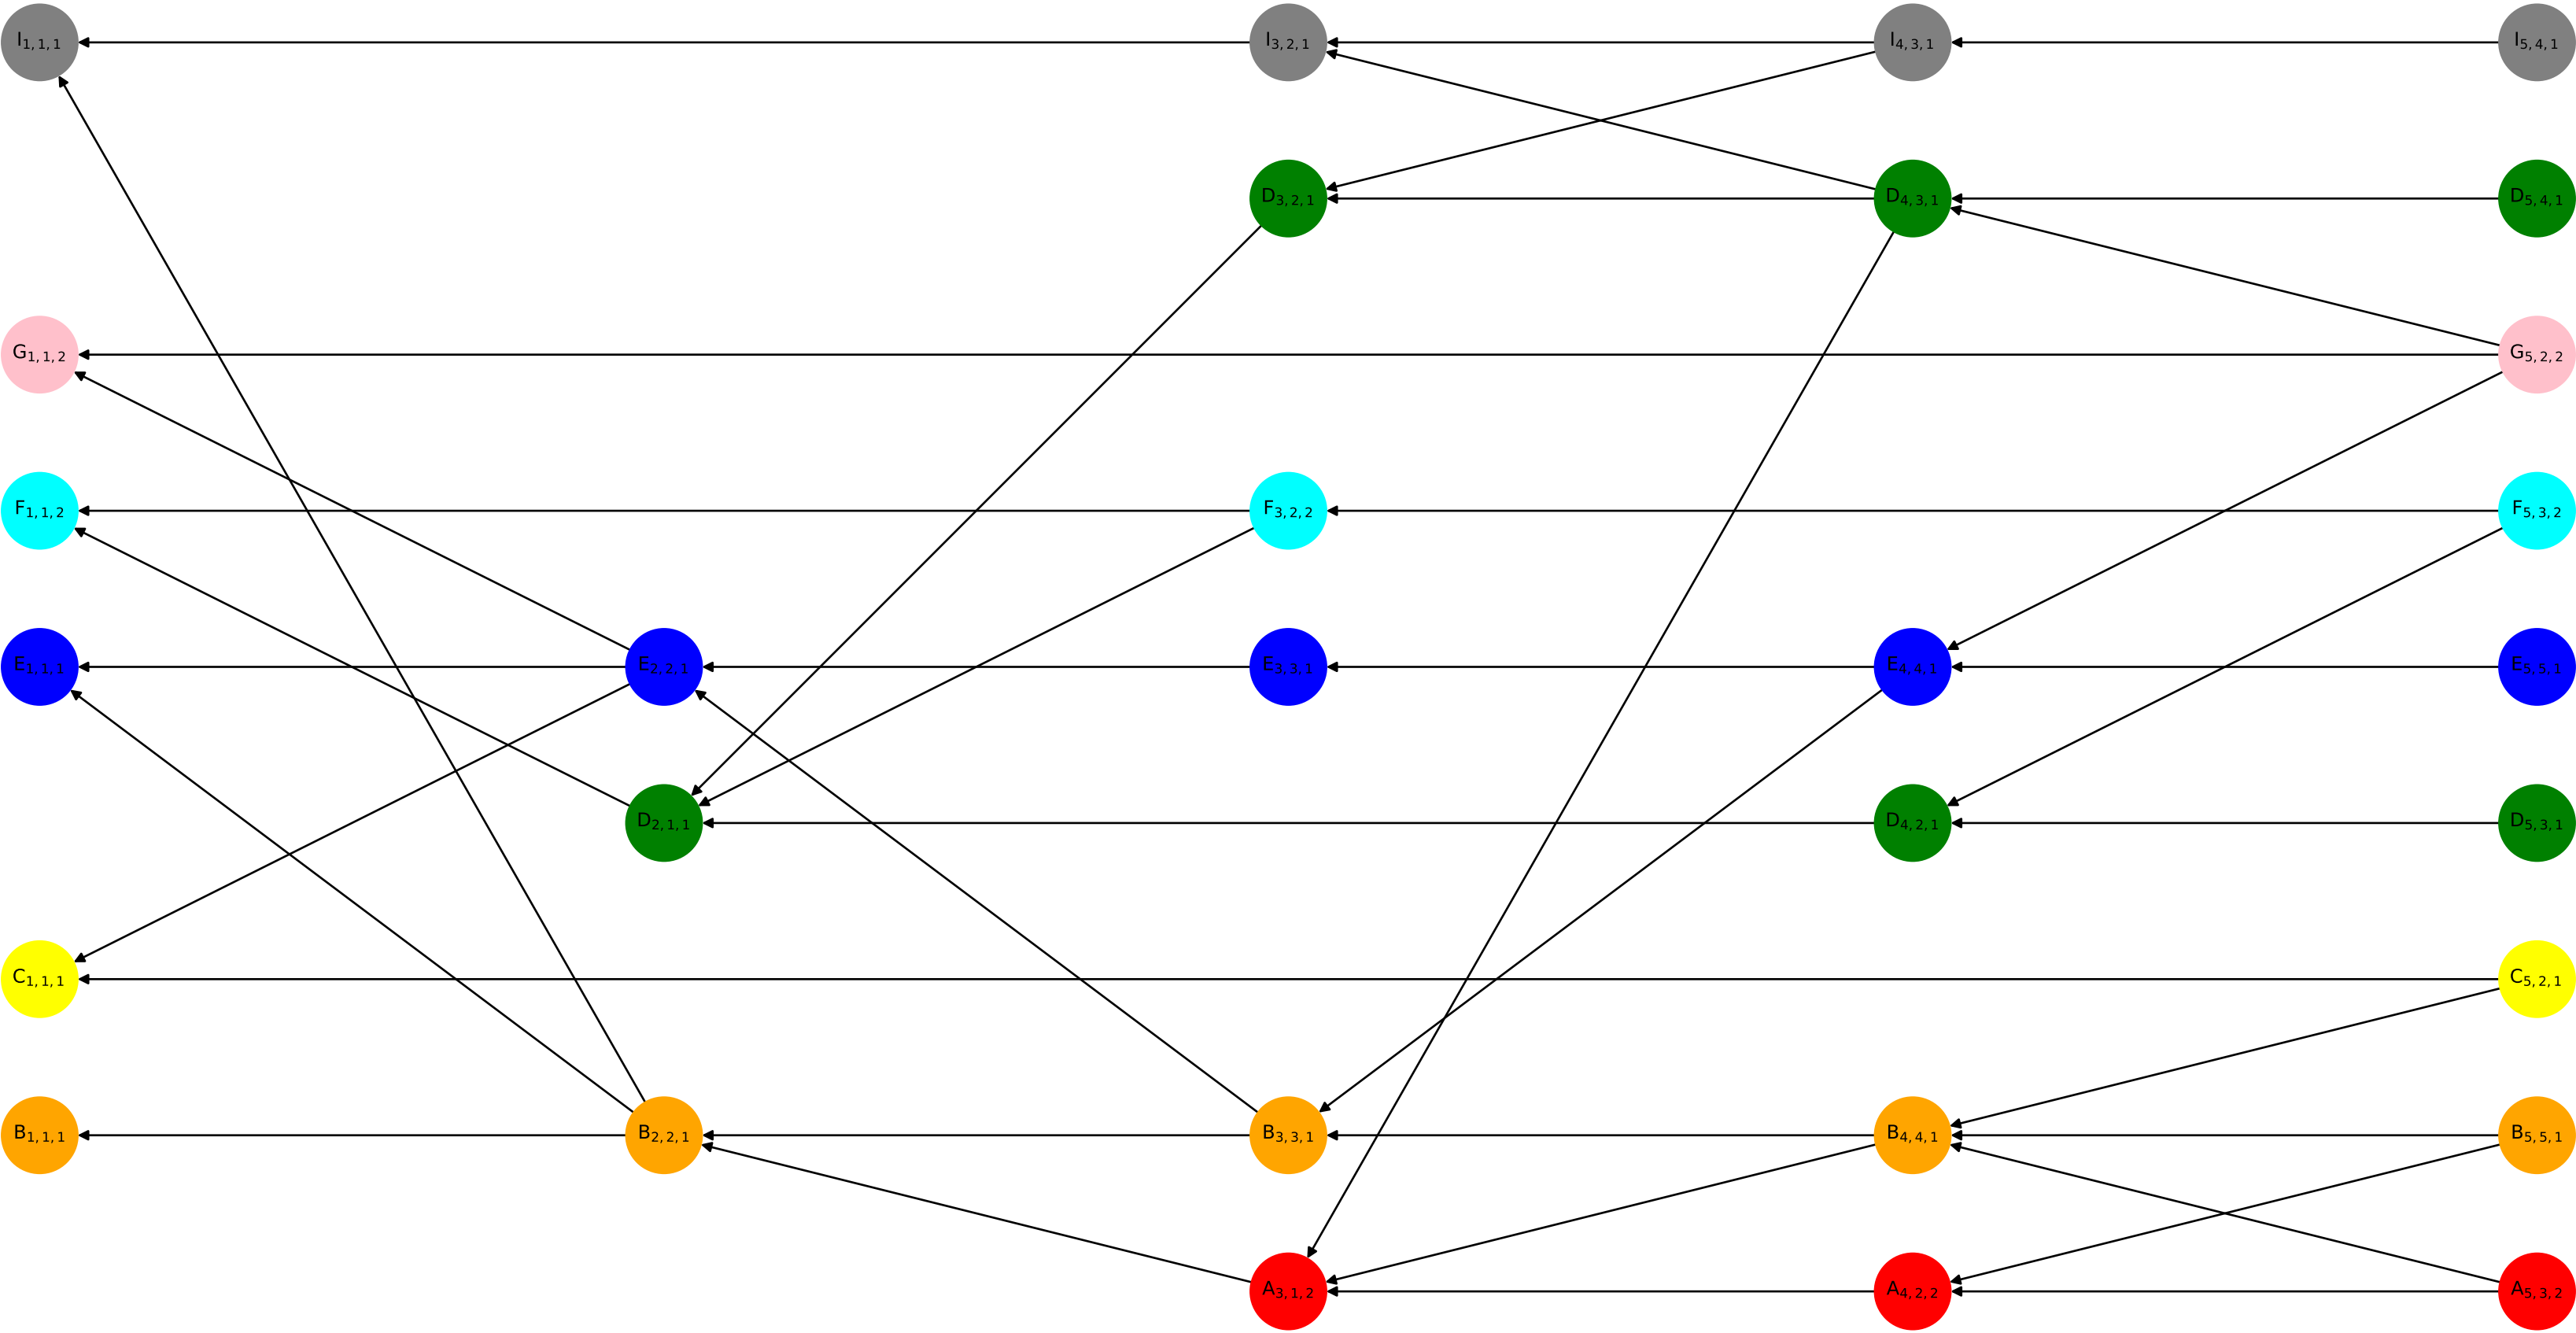 I1,1,1 I3,2,1 I4,3,1 I5,4,1
D3,2,1 D4,3,1 D5,4,1
G1,1,2 G5,2,2
F1,1,2 F3,2,2 F5,3,2
E1,1,1 E2,2,1 E3,3,1 E4,4,1 E5,5,1
D2,1,1 D4,2,1 D5,3,1
C1,1,1 C5,2,1
B1,1,1 B2,2,1 B3,3,1 B4,4,1 B5,5,1
A3,1,2 A4,2,2 A5,3,2